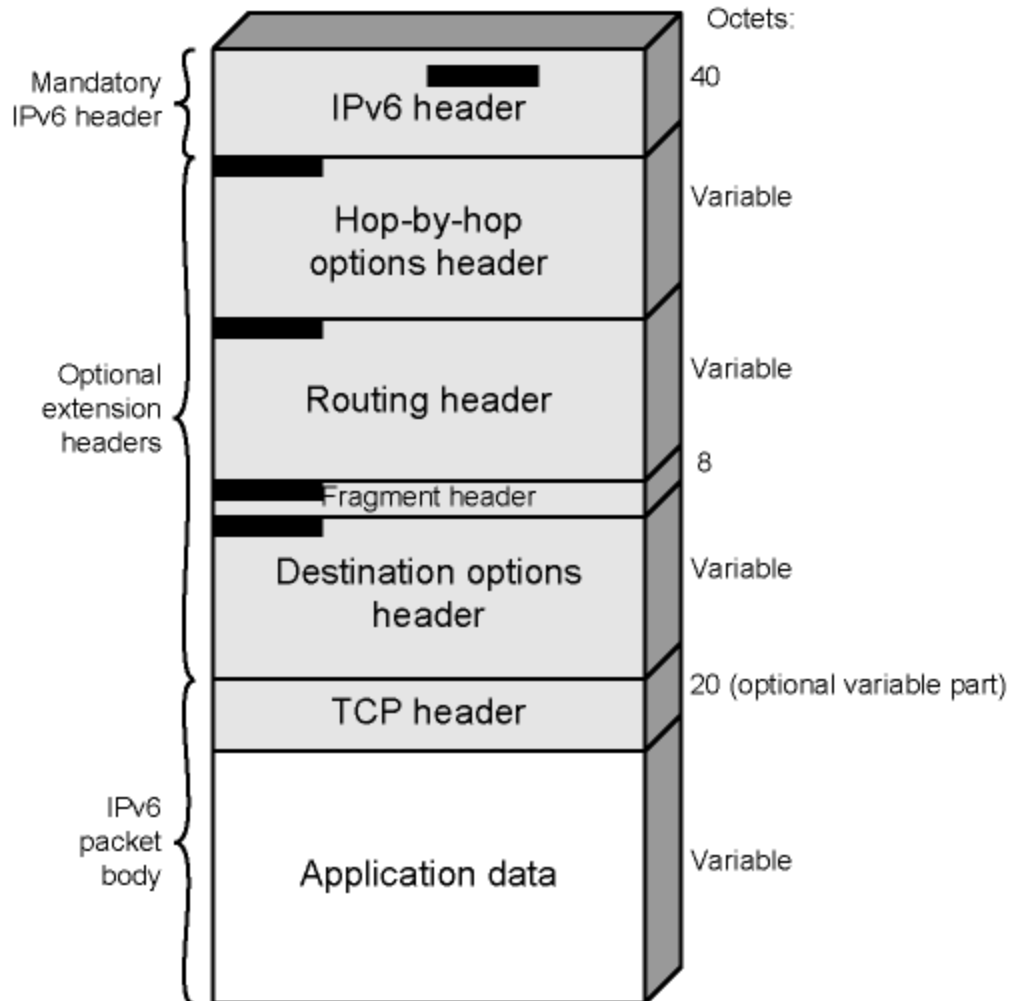 Octets:
Mandatory
IPv6 header
IPv6 header
40
Hop-by-hop
options header
Variable
Optional
extension
headers
Routing header
Variable
Fragment header
8
Destination options
header
Variable
TCP header
20 (optional variable part)
IPv6
packet
body
Application data
Variable